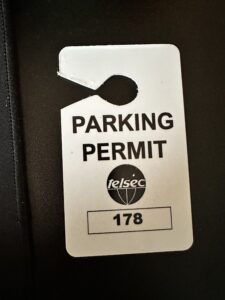 PARKING
PERMIT
telsec
178